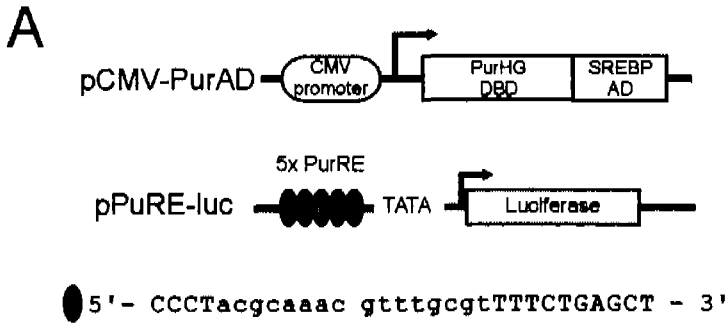 A
pCMV-PurAD CMV promoter PurHG DBD SREBP AD
5x PurRE
pPuRE-luc TATA Luciferase
5'- CCCTacgcaaac gtttgcgtTTTCTGAGCT - 3'